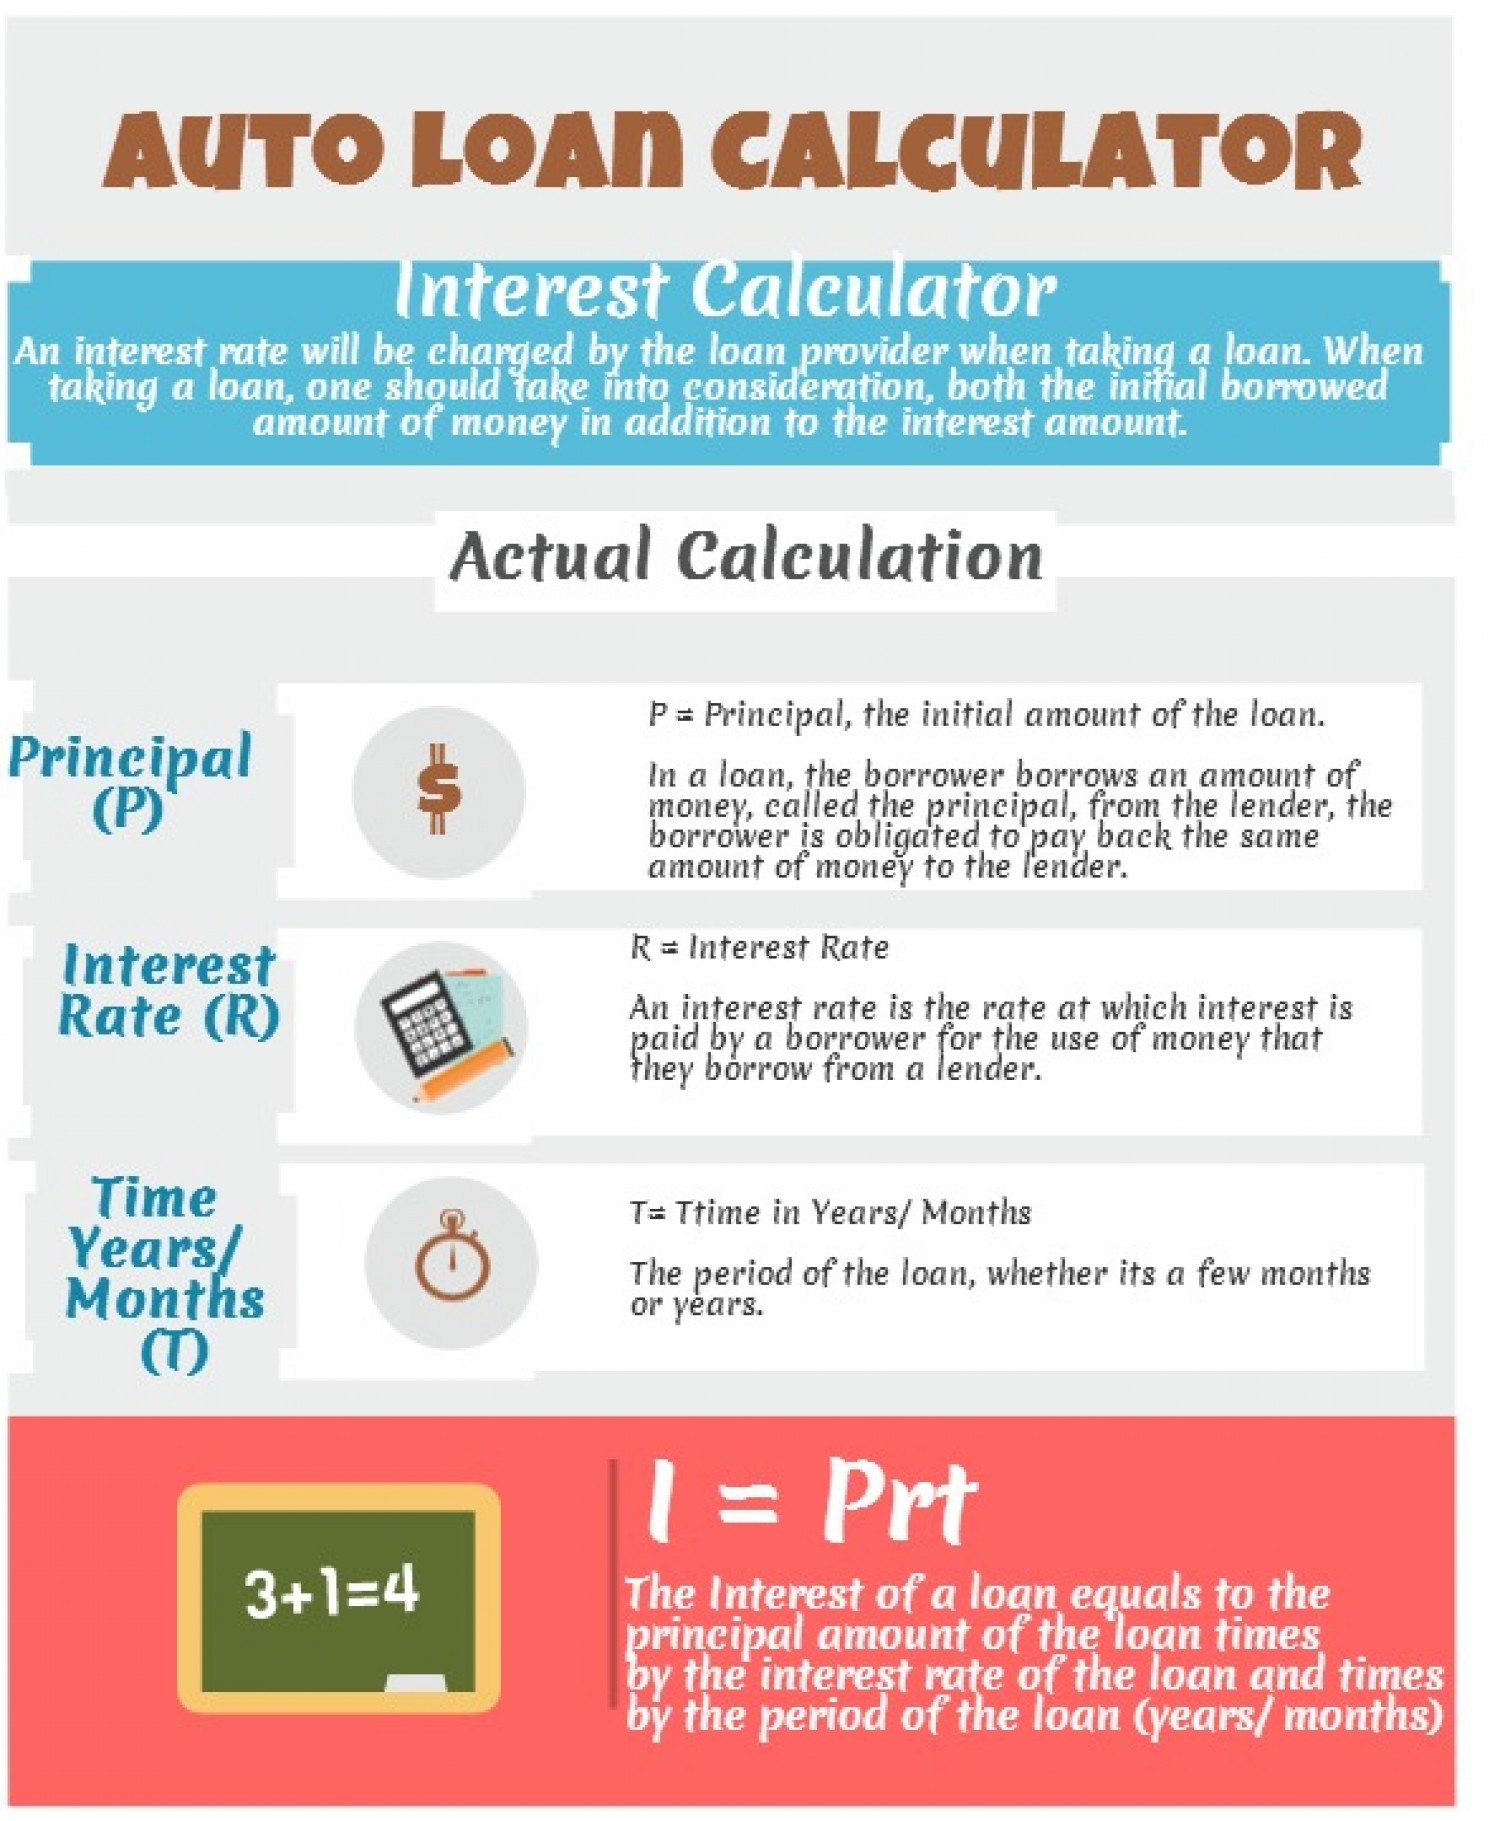 AUTO LOAN CALCULATOR
Interest Calculator
An interest rate will be charged by the loan provider when taking a loan. When
taking a loan, one should take into consideration, both the initial borrowed
amount of money in addition to the interest amount.
Actual Calculation
Principal
(P)
P = Principal, the initial amount of the loan.
In a loan, the borrower borrows an amount of
money, called the principal, from the lender, the
borrower is obligated to pay back the same
amount of money to the lender.
Interest
Rate (R)
R = Interest Rate
An interest rate is the rate at which interest is
paid by a borrower for the use of money that
they borrow from a lender.
Time
Years/
Months
(T)
T= Ttime in Years/ Months
The period of the loan, whether its a few months
or years.
3+1=4
I = Prt
The Interest of a loan equals to the
principal amount of the loan times
by the interest rate of the loan and times
by the period of the loan (years/ months)